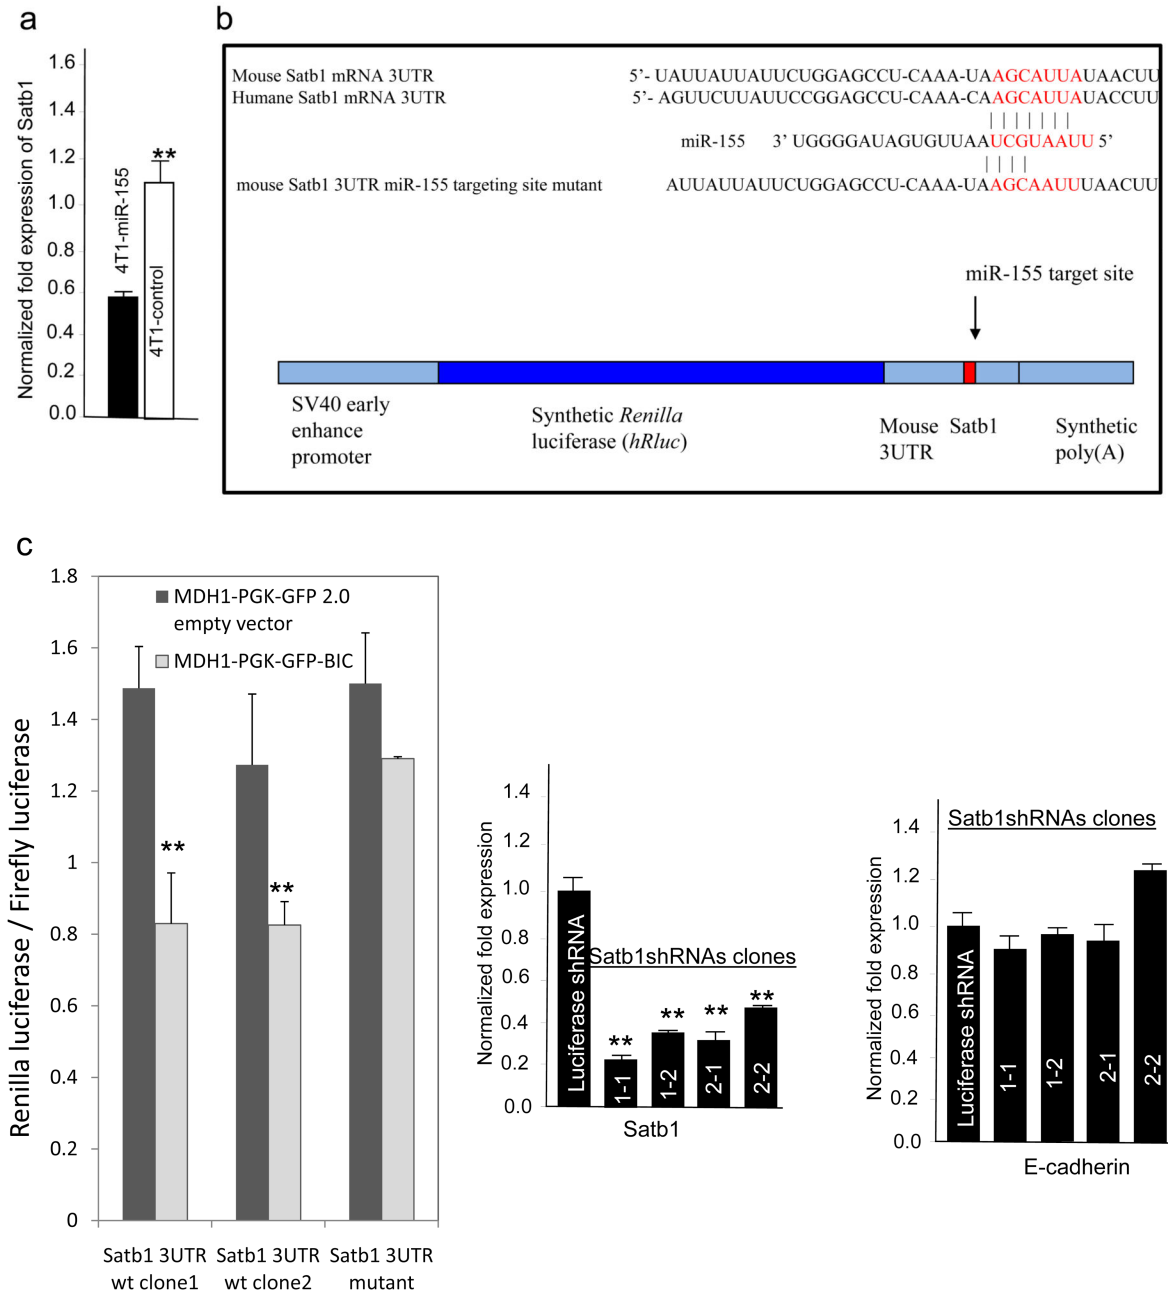 a
Normalized fold expression of Satb1
1.6
1.4
1.2
1.0
0.8
0.6
0.4
0.2
0.0
4T1-miR-155
**
4T1-control
b
Mouse Satb1 mRNA 3UTR 5’- UAUUAUUAUUCUGGAGCCU-CAAA-UAAGCAUUAUAACUU
Humane Satb1 mRNA 3UTR 5’- AGUUCUUAUUCCGGAGCCU-CAAA-CAAGCAUUAUACCUU
miR-155 3’ UGGGGAUAGUGUUAAUCGUAAUU 5’
mouse Satb1 3UTR miR-155 targeting site mutant AUUAUUAUUCUGGAGCCU-CAAA-UAAGCAAUUUAACUU
miR-155 target site
SV40 early
enhance
promoter
Synthetic Renilla
luciferase (hRluc)
Mouse Satb1
3UTR
Synthetic
poly(A)
c
Renilla luciferase / Firefly luciferase
1.8
1.6
1.4
1.2
1
0.8
0.6
0.4
0.2
0
MDH1-PGK-GFP 2.0
empty vector
MDH1-PGK-GFP-BIC
**
**
Satb1 3UTR
wt clone1
Satb1 3UTR
wt clone2
Satb1 3UTR
mutant
Normalized fold expression
1.4
1.2
1.0
0.8
0.6
0.4
0.2
0.0
Satb1shRNAs clones
Luciferase shRNA
**
1-1
**
1-2
**
2-1
**
2-2
Satb1
Normalized fold expression
1.4
1.2
1.0
0.8
0.6
0.4
0.2
0.0
Satb1shRNAs clones
Luciferase shRNA
1-1
1-2
2-1
2-2
E-cadherin